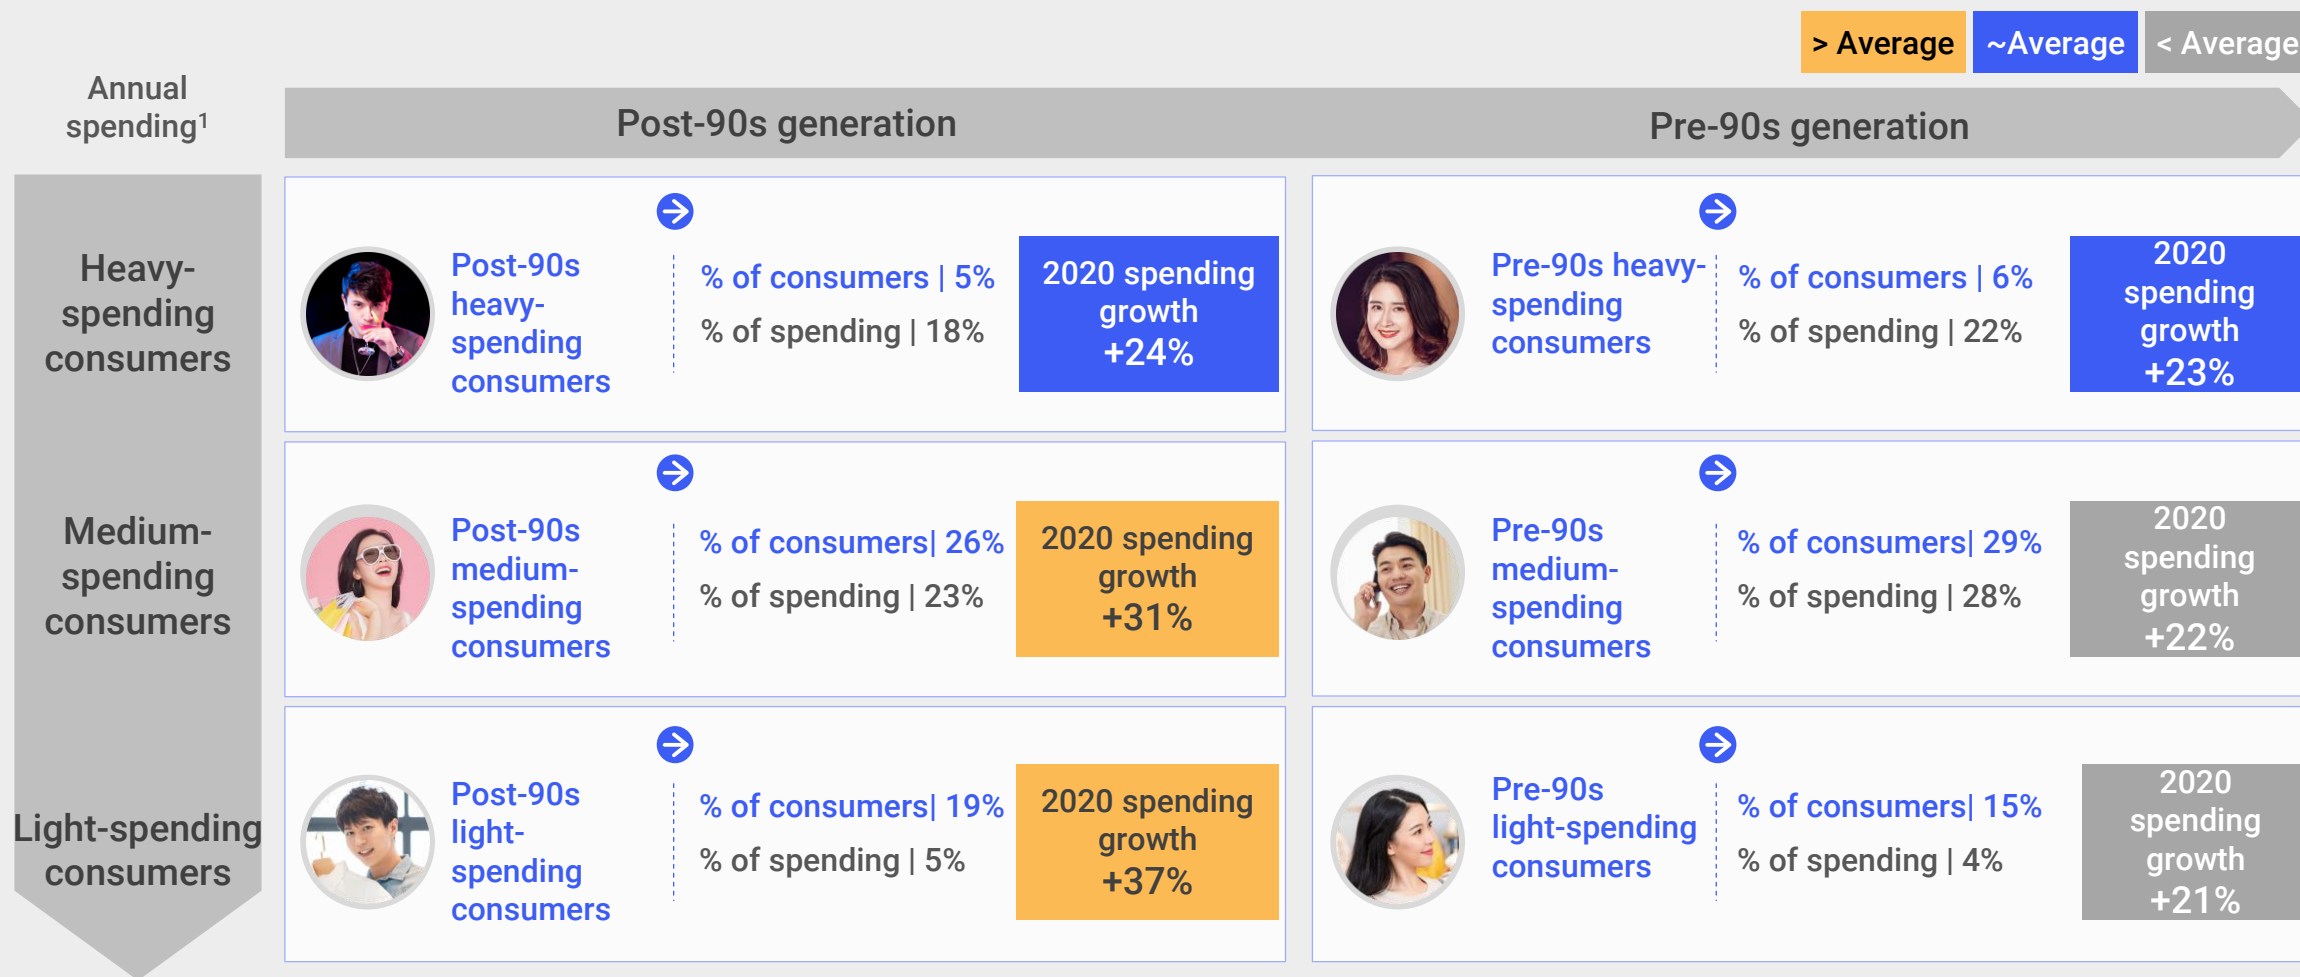 > Average
~Average
< Average
Annual
spending1
Post-90s generation
Pre-90s generation
Heavy-
spending
consumers
Post-90s
heavy-
spending
consumers
% of consumers | 5%
% of spending | 18%
2020 spending
growth
+24%
Pre-90s heavy-
spending
consumers
% of consumers | 6%
% of spending | 22%
2020
spending
growth
+23%
Medium-
spending
consumers
Post-90s
medium-
spending
consumers
% of consumers| 26%
% of spending | 23%
2020 spending
growth
+31%
Pre-90s
medium-
spending
consumers
% of consumers| 29%
% of spending | 28%
2020
spending
growth
+22%
Light-spending
consumers
Post-90s
light-
spending
consumers
% of consumers| 19%
% of spending | 5%
2020 spending
growth
+37%
Pre-90s
light-spending
consumers
% of consumers| 15%
% of spending | 4%
2020
spending
growth
+21%